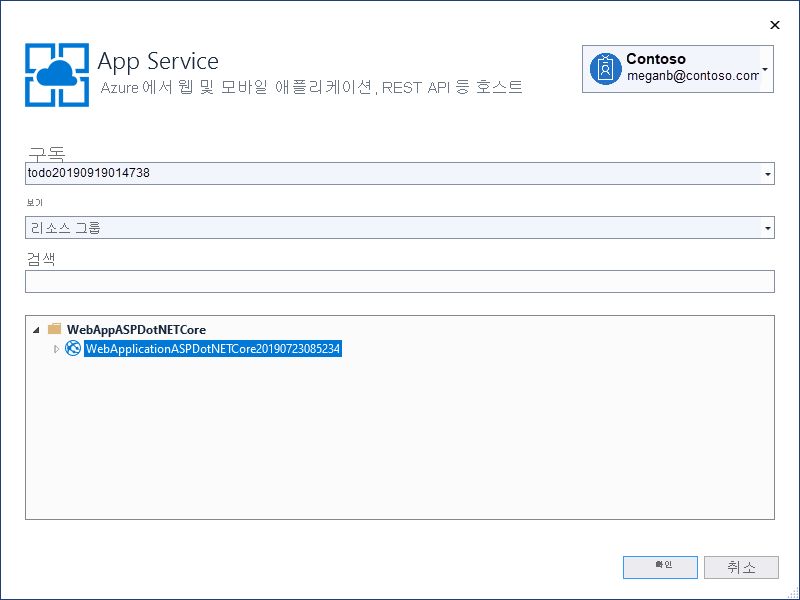 App Service
Azure에서 웹 및 모바일 애플리케이션, REST API 등 호스트
Contoso
meganb@contoso.com
구독
todo20190919014738
보기
리소스 그룹
검색
WebAppASPDotNETCore
WebApplicationASPDotNETCore20190723085234
확인
취소